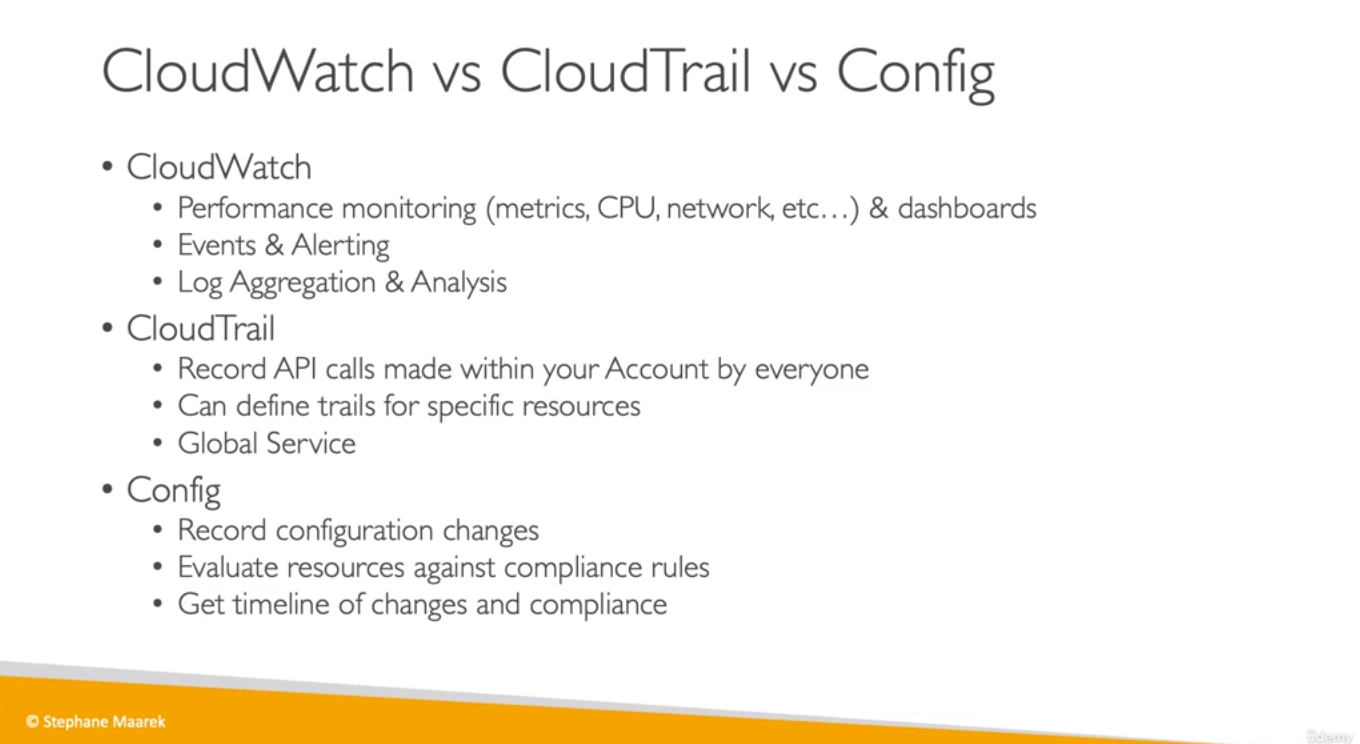 CloudWatch vs CloudTrail vs Config
• CloudWatch
• Performance monitoring (metrics, CPU, network, etc…) & dashboards
• Events & Alerting
• Log Aggregation & Analysis
• CloudTrail
• Record API calls made within your Account by everyone
• Can define trails for specific resources
• Global Service
• Config
• Record configuration changes
• Evaluate resources against compliance rules
• Get timeline of changes and compliance
© Stephane Maarek
ûdemy